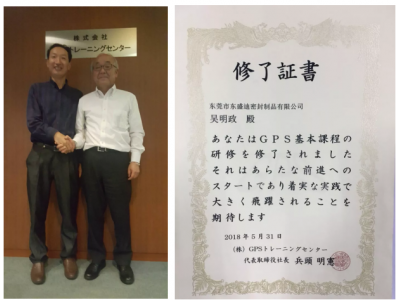 株式会社
トレーニングセンター
修了証書
东莞市东盛迪密封制品有限公司
吴明政 殿
あなたはGPS基本課程の
研修を修了されました
それはあらたな前進への
スタートであり着実な実践で
大きく飛躍されることを
期待します
2018年5月31日
(株)GPSトレーニングセンター
代表取締役社長 兵頭 明憲